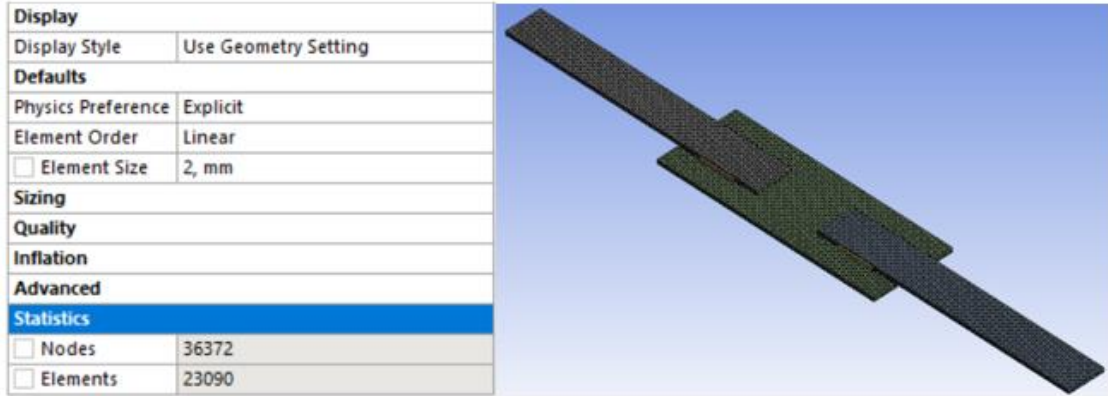 Display
Display Style Use Geometry Setting
Defaults
Physics Preference Explicit
Element Order Linear
Element Size 2, mm
Sizing
Quality
Inflation
Advanced
Statistics
Nodes 36372
Elements 23090